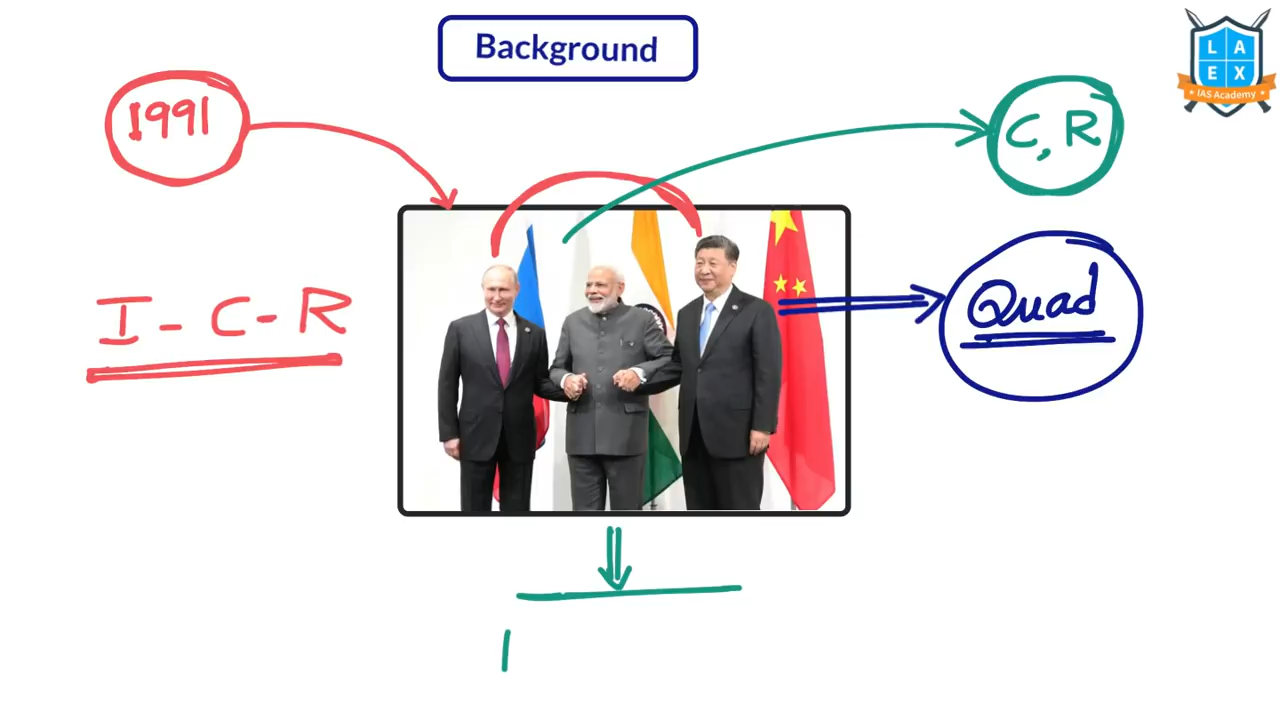 Background
L A
E X
IAS Academy
1991
C, R
I - C - R
Quad